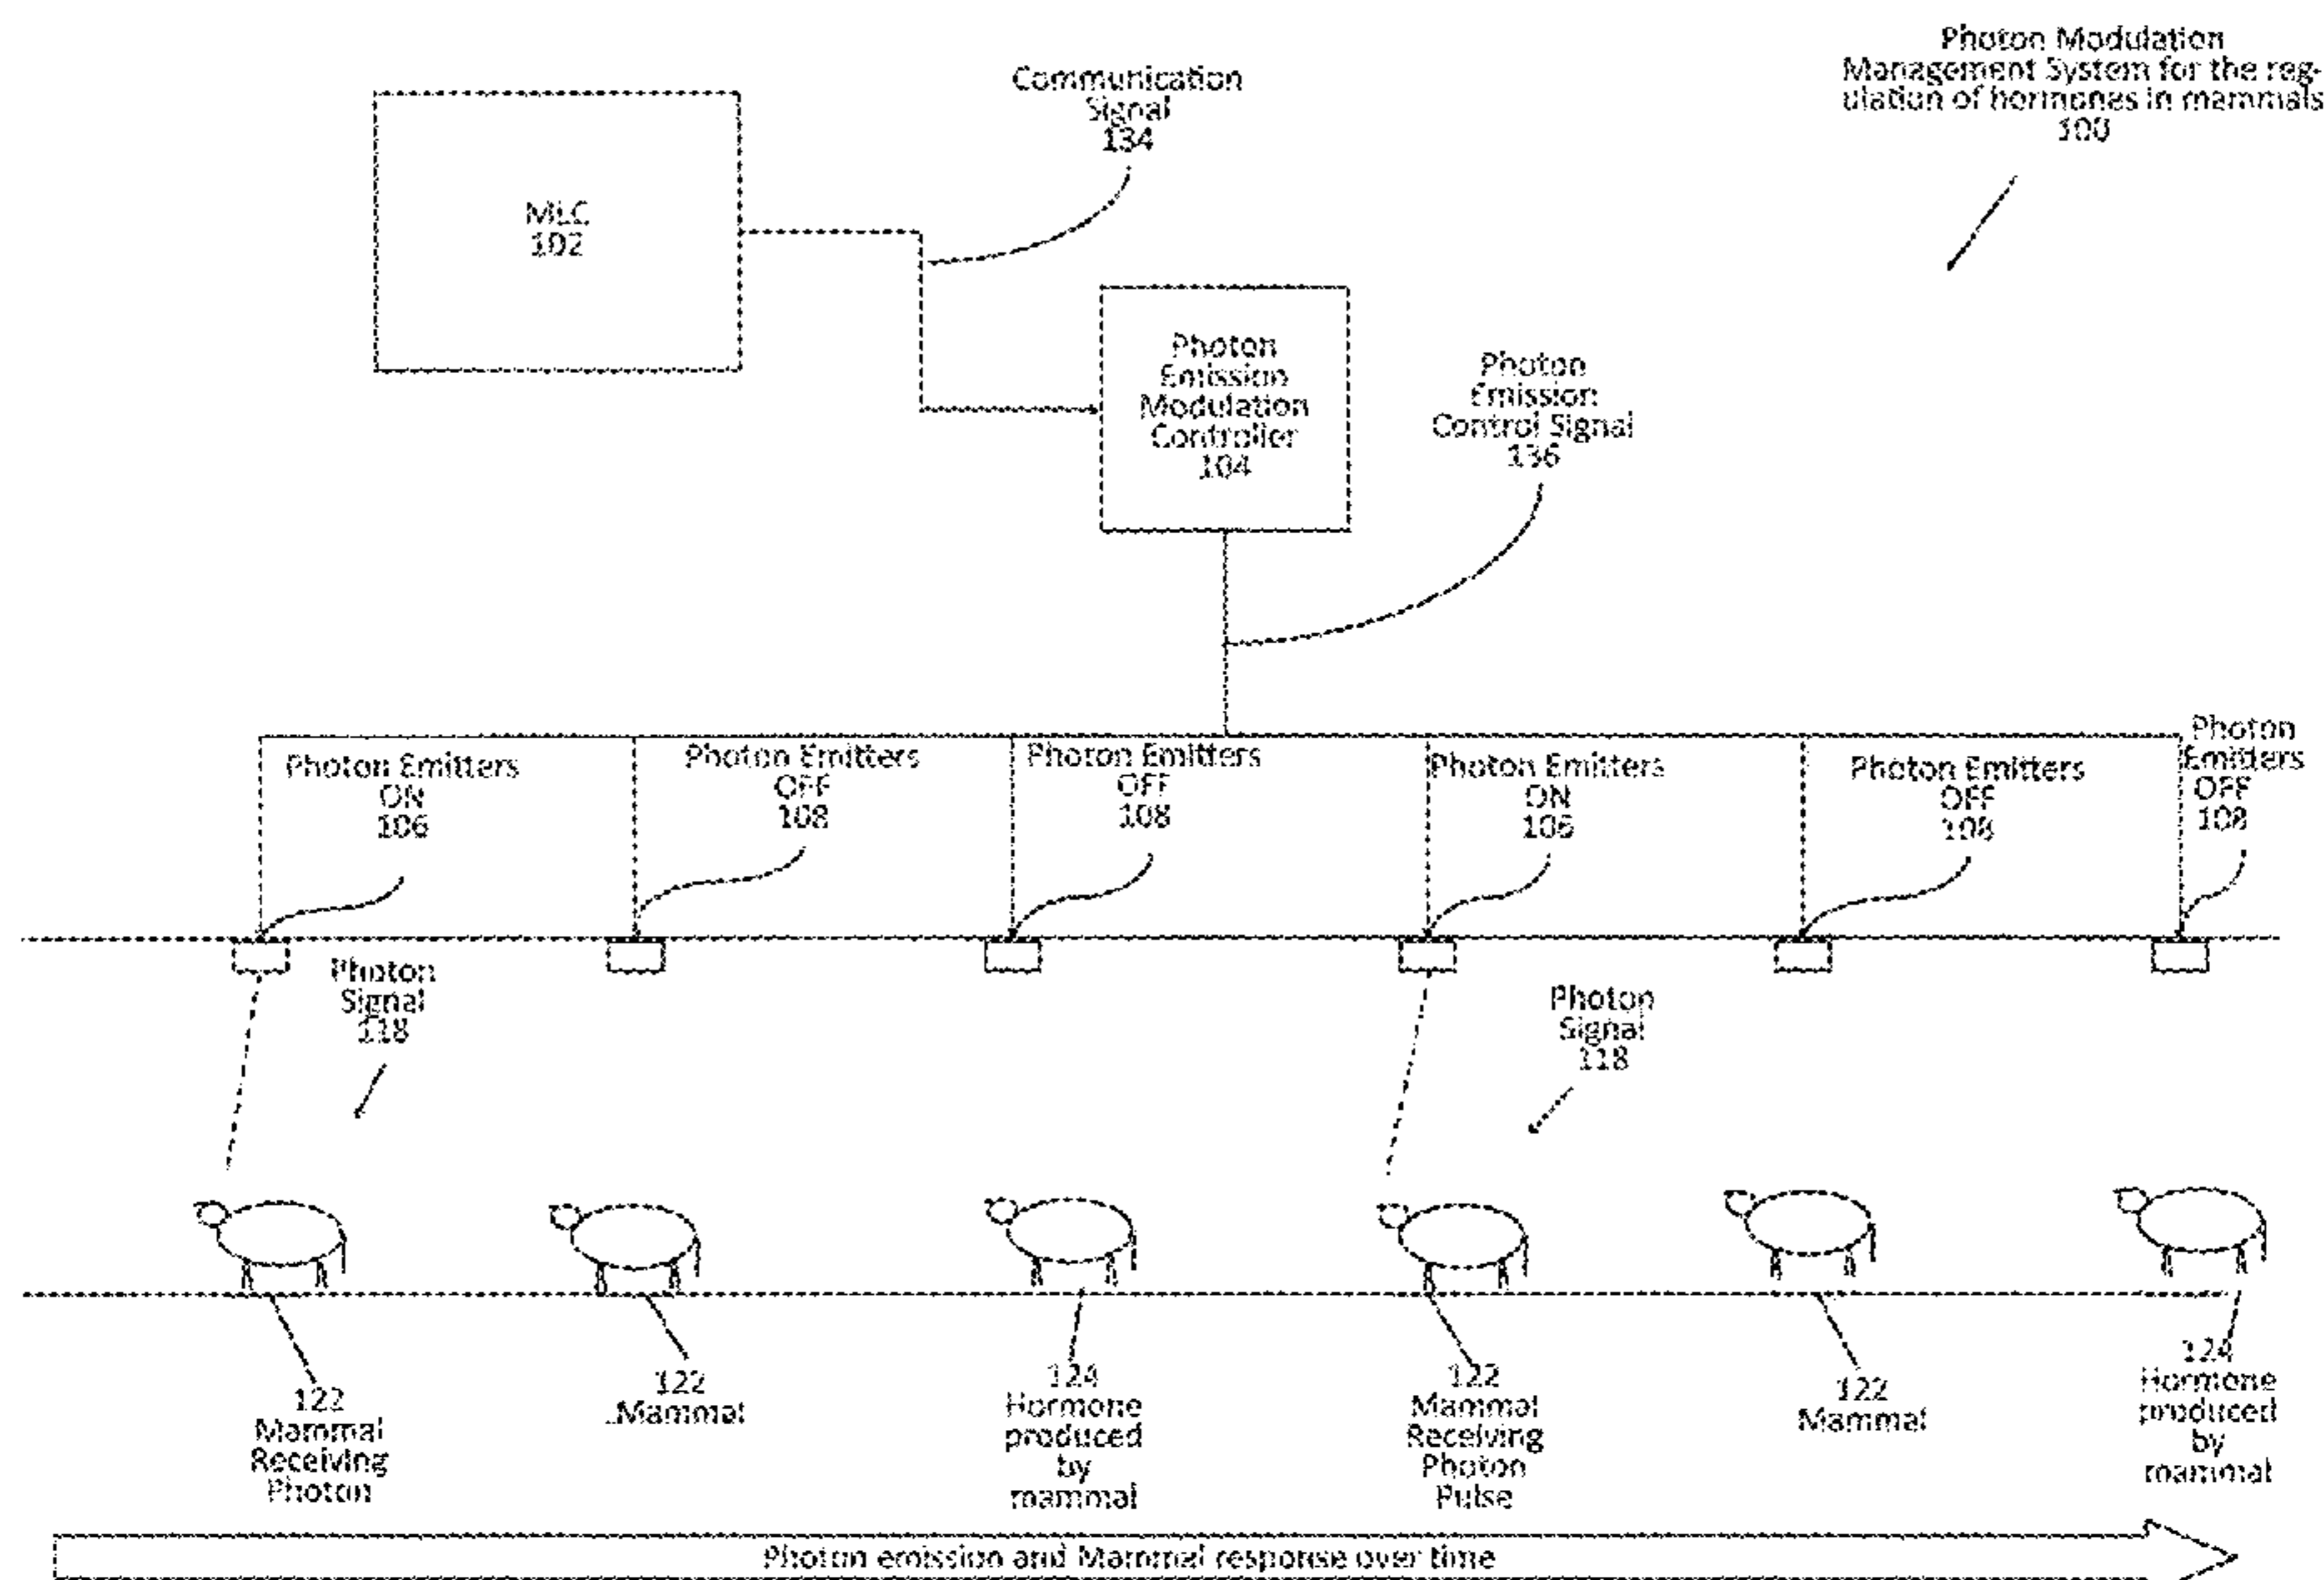 Photon Modulation
Management System for the reg-
ulation of hormones in mammals
100
Communication
Signal
134
MLC
102
Photon
Emission
Modulation
Controller
104
Photon
Emission
Control Signal
136
Photon Emitters
ON
106
Photon Emitters
OFF
108
Photon Emitters
OFF
108
Photon Emitters
ON
106
Photon Emitters
OFF
108
Photon
Emitters
OFF
108
Photon
Signal
118
Photon
Signal
118
122
Mammal
Receiving
Photon
122
.Mammal
124
Hormone
produced
by
mammal
122
Mammal
Receiving
Photon
Pulse
122
Mammal
124
Hormone
produced
by
mammal
Photon emission and Mammal response over time